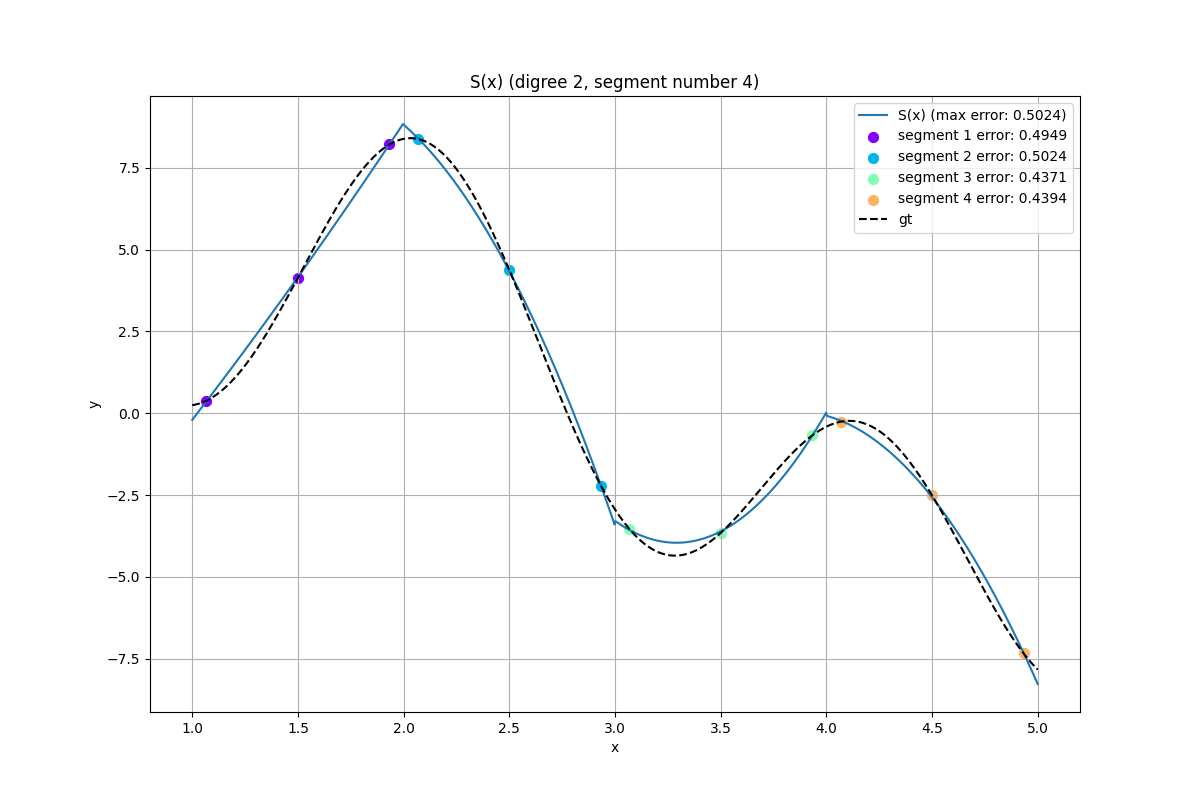 S(x) (digree 2, segment number 4)
S(x) (max error: 0.5024)
segment 1 error: 0.4949
segment 2 error: 0.5024
segment 3 error: 0.4371
segment 4 error: 0.4394
gt
7.5
5.0
2.5
0.0
−2.5
−5.0
−7.5
y
1.0 1.5 2.0 2.5 3.0 3.5 4.0 4.5 5.0
x